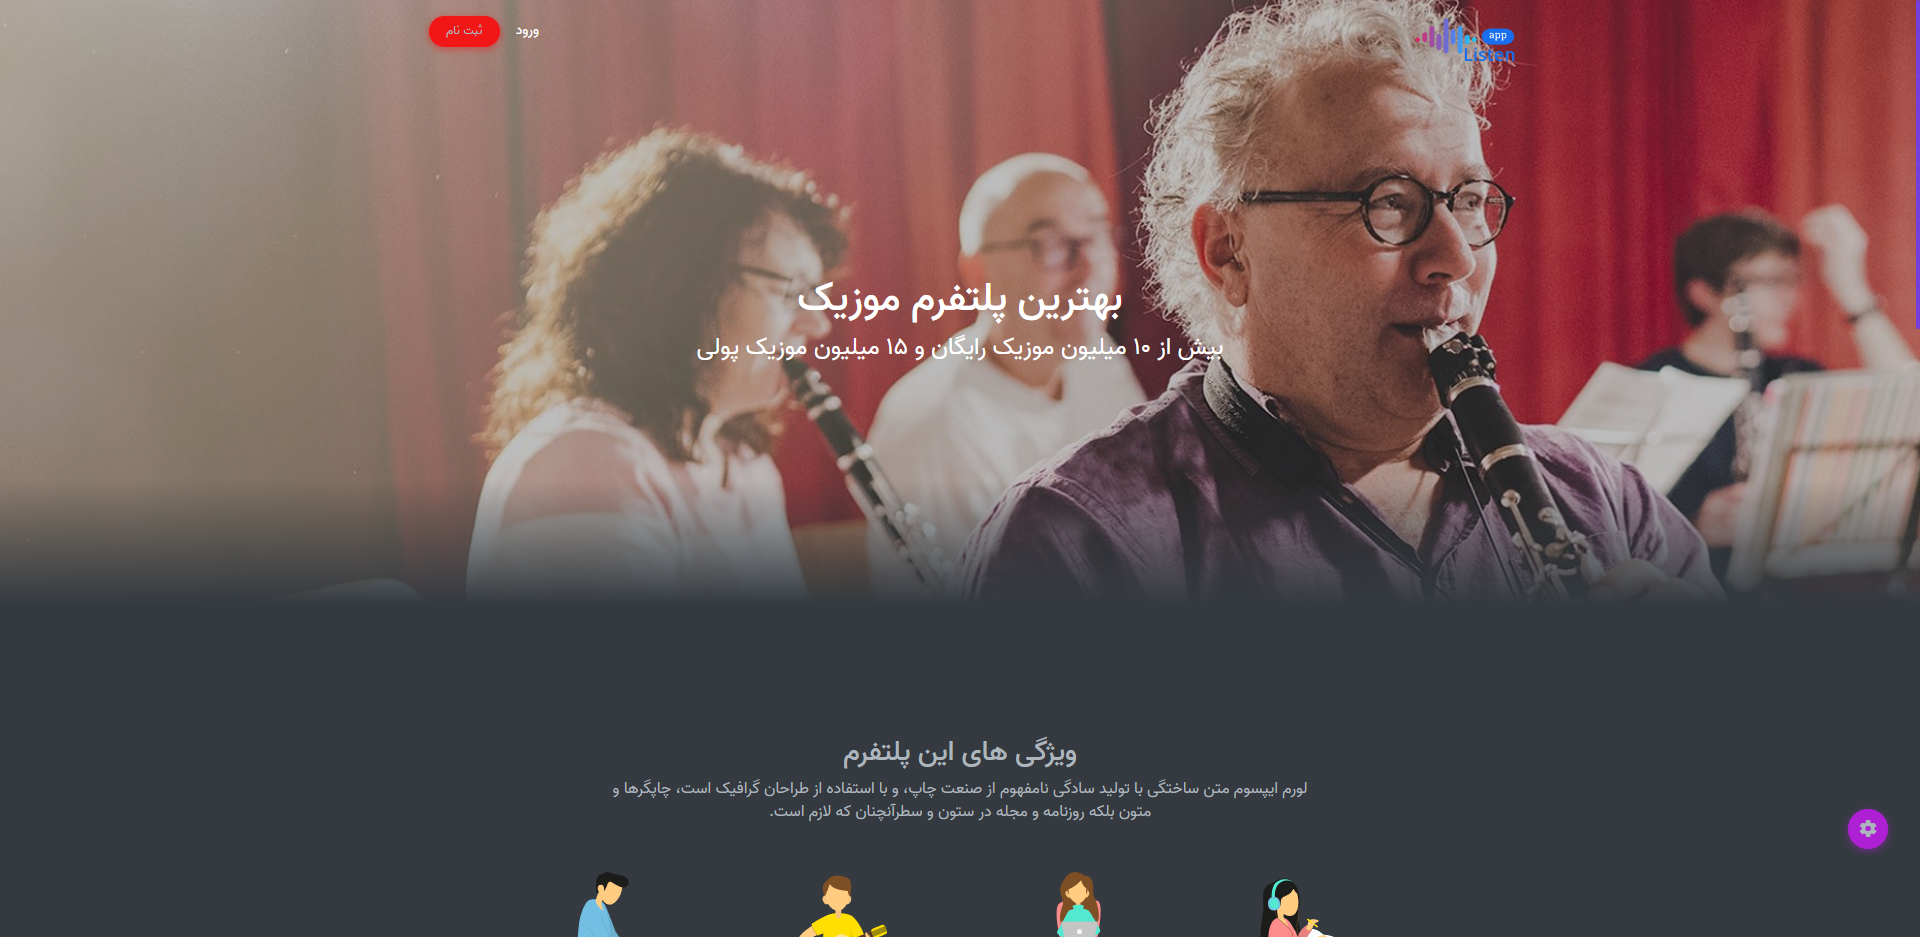 app
Listen
ورود
ثبت نام
بهترین پلتفرم موزیک
بیش از ۱۰ میلیون موزیک رایگان و ۱۵ میلیون موزیک پولی
ویژگی های این پلتفرم
لورم ایپسوم متن ساختگی با تولید سادگی نامفهوم از صنعت چاپ، و با استفاده از طراحان گرافیک است، چاپگرها و
متون بلکه روزنامه و مجله در ستون و سطرآنچنان که لازم است.